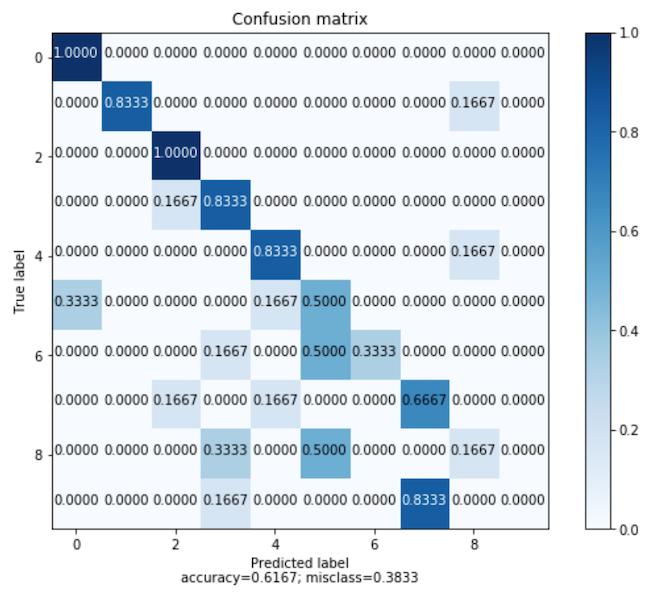 Confusion matrix
0 1.0000 0.0000 0.0000 0.0000 0.0000 0.0000 0.0000 0.0000 0.0000 0.0000
0.0000 0.8333 0.0000 0.0000 0.0000 0.0000 0.0000 0.0000 0.1667 0.0000
2 0.0000 0.0000 1.0000 0.0000 0.0000 0.0000 0.0000 0.0000 0.0000 0.0000
0.0000 0.0000 0.1667 0.8333 0.0000 0.0000 0.0000 0.0000 0.0000 0.0000
4 0.0000 0.0000 0.0000 0.0000 0.8333 0.0000 0.0000 0.0000 0.1667 0.0000
0.3333 0.0000 0.0000 0.0000 0.1667 0.5000 0.0000 0.0000 0.0000 0.0000
6 0.0000 0.0000 0.0000 0.1667 0.0000 0.5000 0.3333 0.0000 0.0000 0.0000
0.0000 0.0000 0.1667 0.0000 0.1667 0.0000 0.0000 0.6667 0.0000 0.0000
8 0.0000 0.0000 0.0000 0.3333 0.0000 0.5000 0.0000 0.0000 0.1667 0.0000
0.0000 0.0000 0.0000 0.1667 0.0000 0.0000 0.0000 0.8333 0.0000 0.0000
True label
0 2 4 6 8
Predicted label
accuracy=0.6167; misclass=0.3833
1.0
0.8
0.6
0.4
0.2
0.0